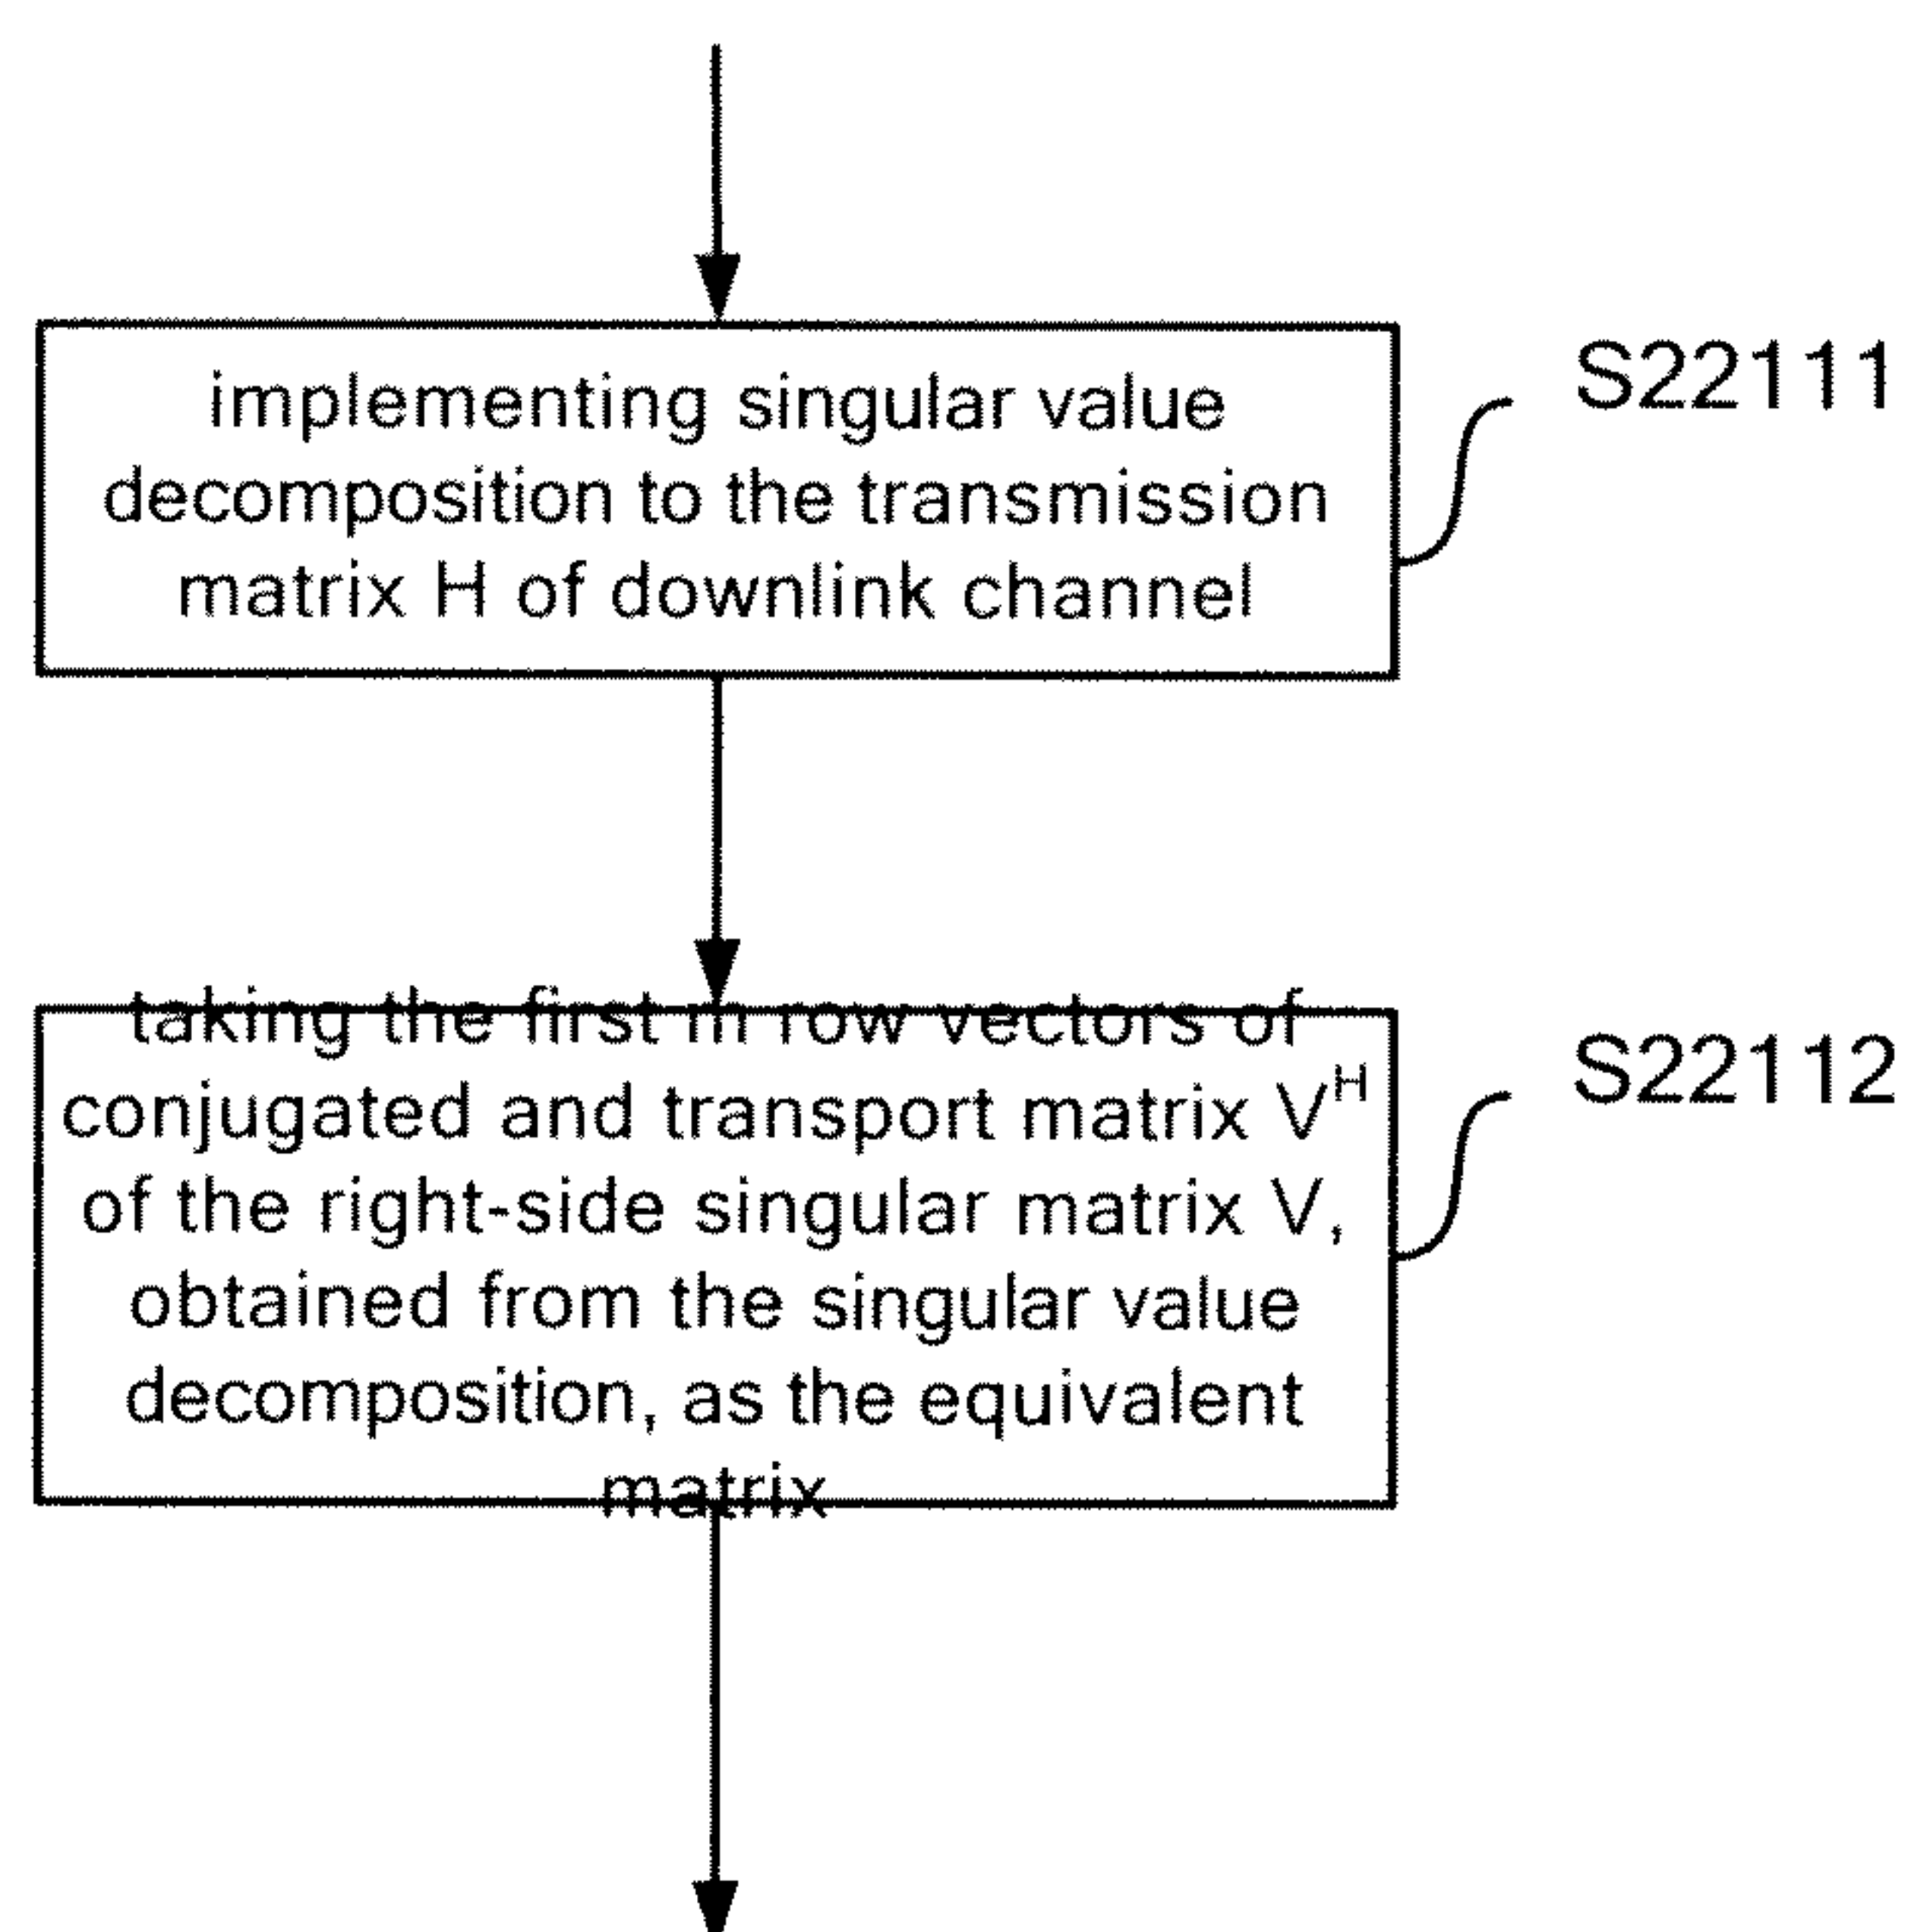 implementing singular value
decomposition to the transmission
matrix H of downlink channel
S22111
taking the first m row vectors of
conjugated and transport matrix V^H
of the right-side singular matrix V,
obtained from the singular value
decomposition, as the equivalent
matrix
S22112